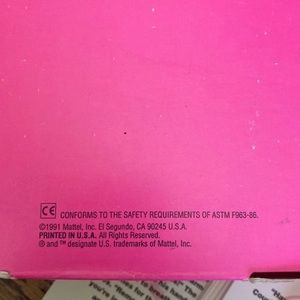 CE CONFORMS TO THE SAFETY REQUIREMENTS OF ASTM F963-86.
©1991 Mattel, Inc. El Segundo, CA 90245 U.S.A.
PRINTED IN U.S.A. All Rights Reserved.
® and ™ designate U.S. trademarks of Mattel, Inc.